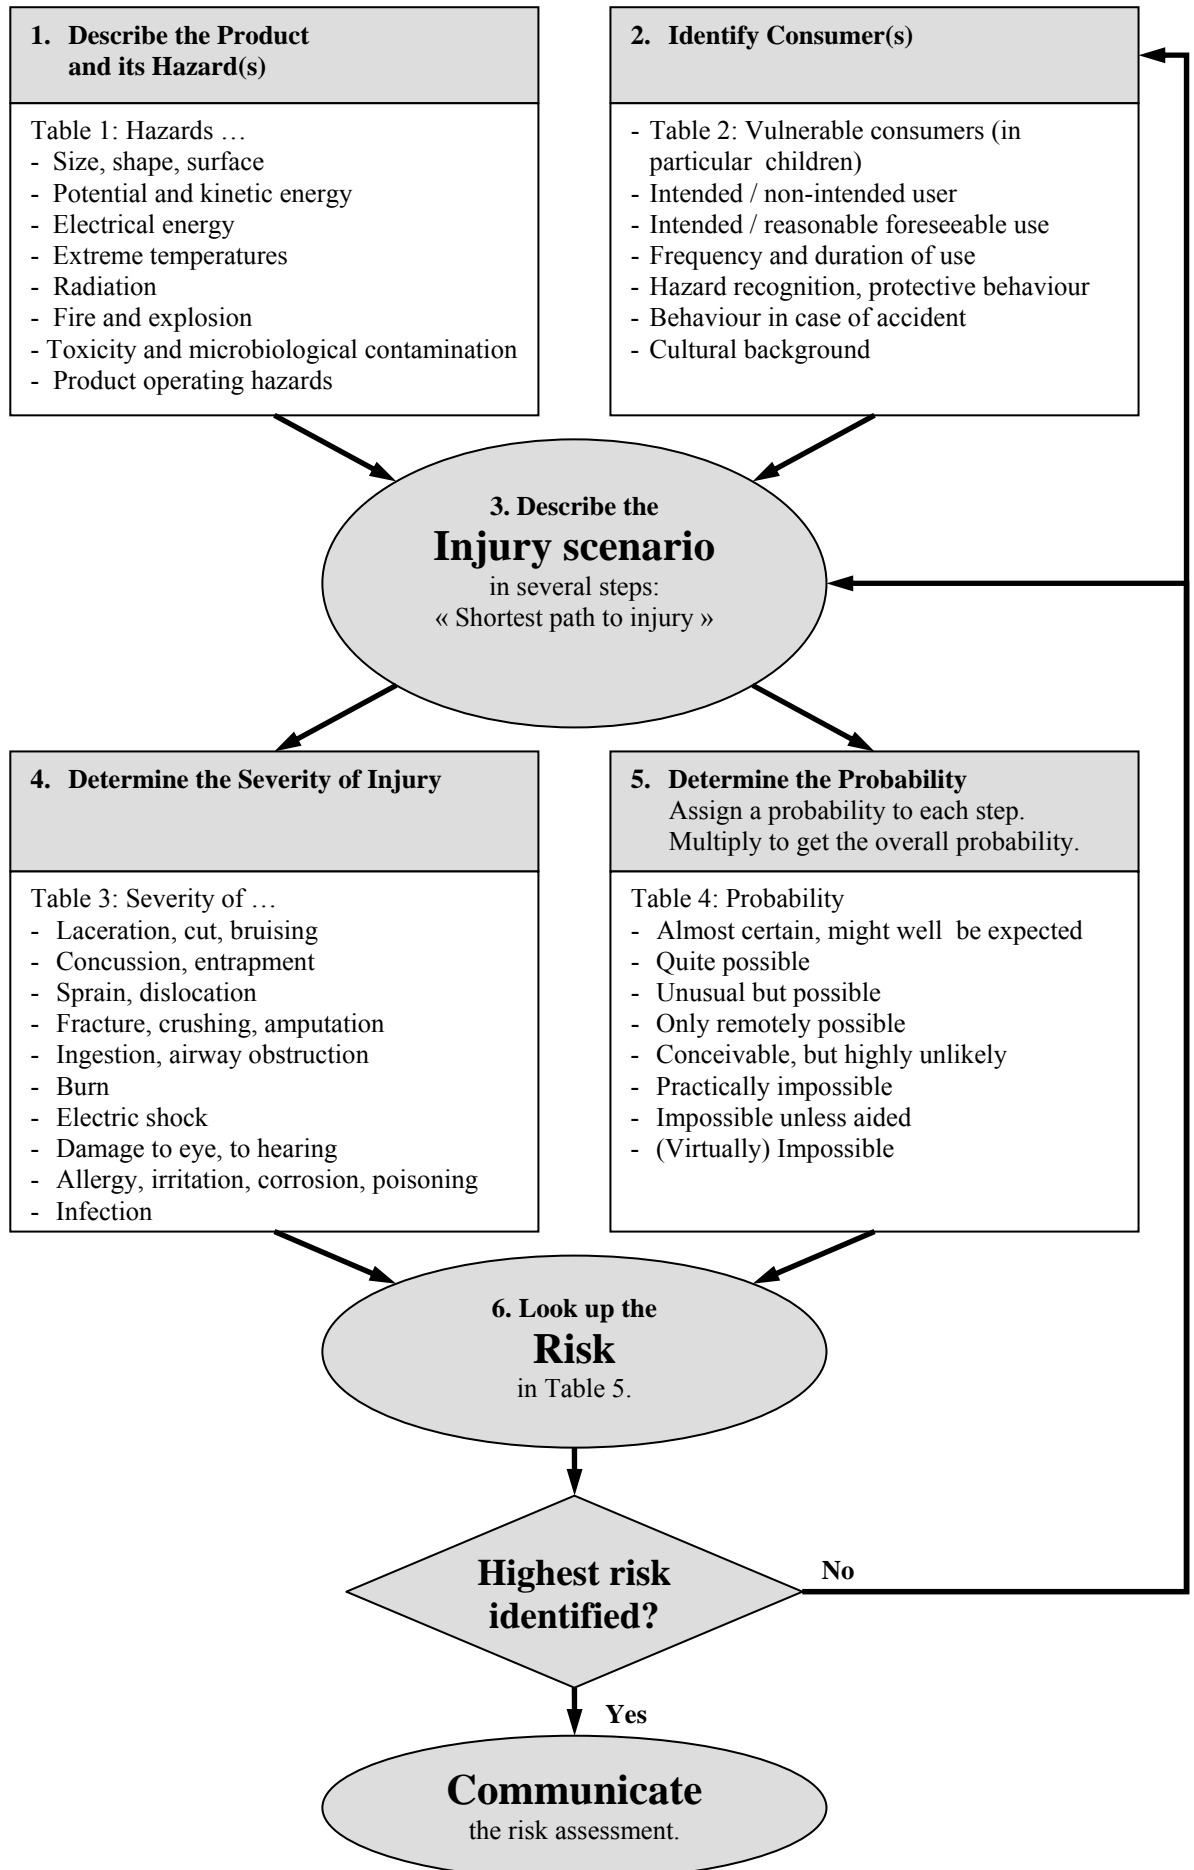 1. Describe the Product
and its Hazard(s)
Table 1: Hazards …
- Size, shape, surface
- Potential and kinetic energy
- Electrical energy
- Extreme temperatures
- Radiation
- Fire and explosion
- Toxicity and microbiological contamination
- Product operating hazards
2. Identify Consumer(s)
- Table 2: Vulnerable consumers (in
particular children)
- Intended / non-intended user
- Intended / reasonable foreseeable use
- Frequency and duration of use
- Hazard recognition, protective behaviour
- Behaviour in case of accident
- Cultural background
3. Describe the
Injury scenario
in several steps:
« Shortest path to injury »
4. Determine the Severity of Injury
Table 3: Severity of …
- Laceration, cut, bruising
- Concussion, entrapment
- Sprain, dislocation
- Fracture, crushing, amputation
- Ingestion, airway obstruction
- Burn
- Electric shock
- Damage to eye, to hearing
- Allergy, irritation, corrosion, poisoning
- Infection
5. Determine the Probability
Assign a probability to each step.
Multiply to get the overall probability.
Table 4: Probability
- Almost certain, might well be expected
- Quite possible
- Unusual but possible
- Only remotely possible
- Conceivable, but highly unlikely
- Practically impossible
- Impossible unless aided
- (Virtually) Impossible
6. Look up the
Risk
in Table 5.
Highest risk
identified?
No
Yes
Communicate
the risk assessment.